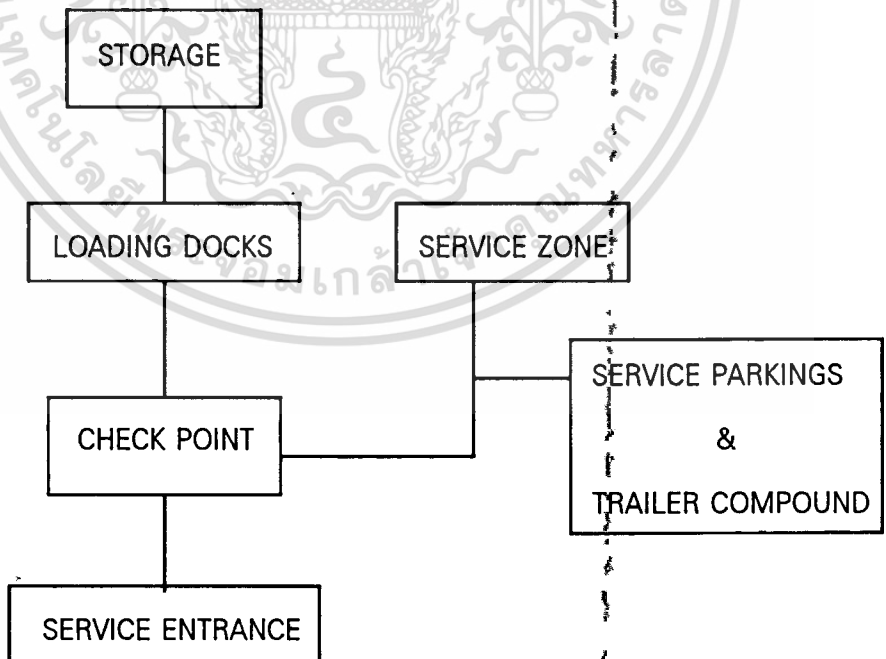 STORAGE
LOADING DOCKS
SERVICE ZONE
SERVICE PARKINGS
&
TRAILER COMPOUND
CHECK POINT
SERVICE ENTRANCE